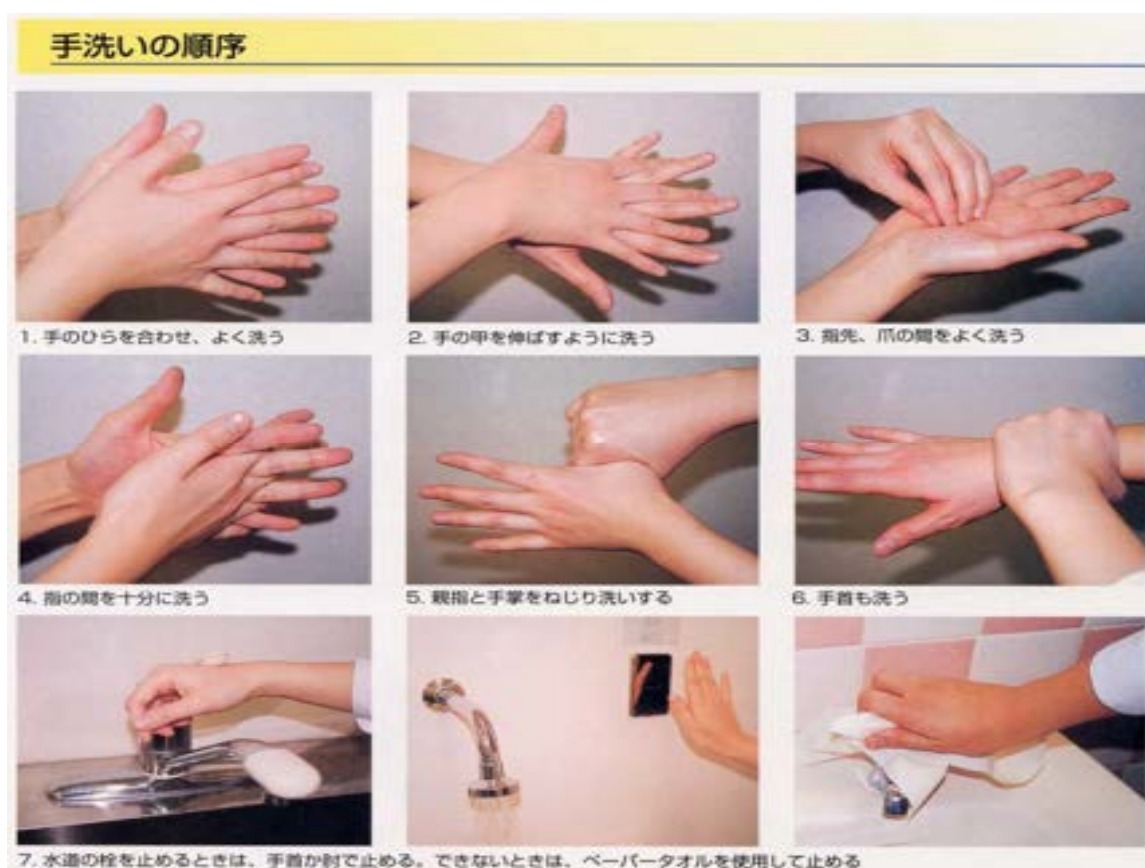 手洗いの順序
1. 手のひらを合わせ、よく洗う
2. 手の甲を伸ばすように洗う
3. 指先、爪の間をよく洗う
4. 指の間を十分に洗う
5. 親指と手掌をねじり洗いする
6. 手首も洗う
7. 水道の栓を止めるときは、手首か肘で止める。できないときは、ペーパータオルを使用して止める